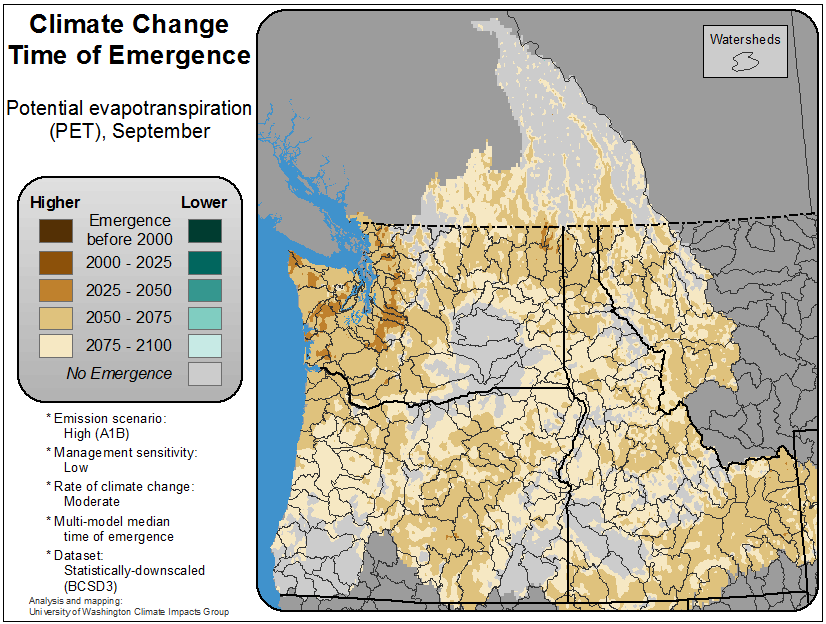 Climate Change
Time of Emergence
Potential evapotranspiration
(PET), September
Higher Lower
Emergence
before 2000
2000 - 2025
2025 - 2050
2050 - 2075
2075 - 2100
No Emergence
* Emission scenario:
High (A1B)
* Management sensitivity:
Low
* Rate of climate change:
Moderate
* Multi-model median
time of emergence
* Dataset:
Statistically-downscaled
(BCSD3)
Analysis and mapping:
University of Washington Climate Impacts Group
Watersheds